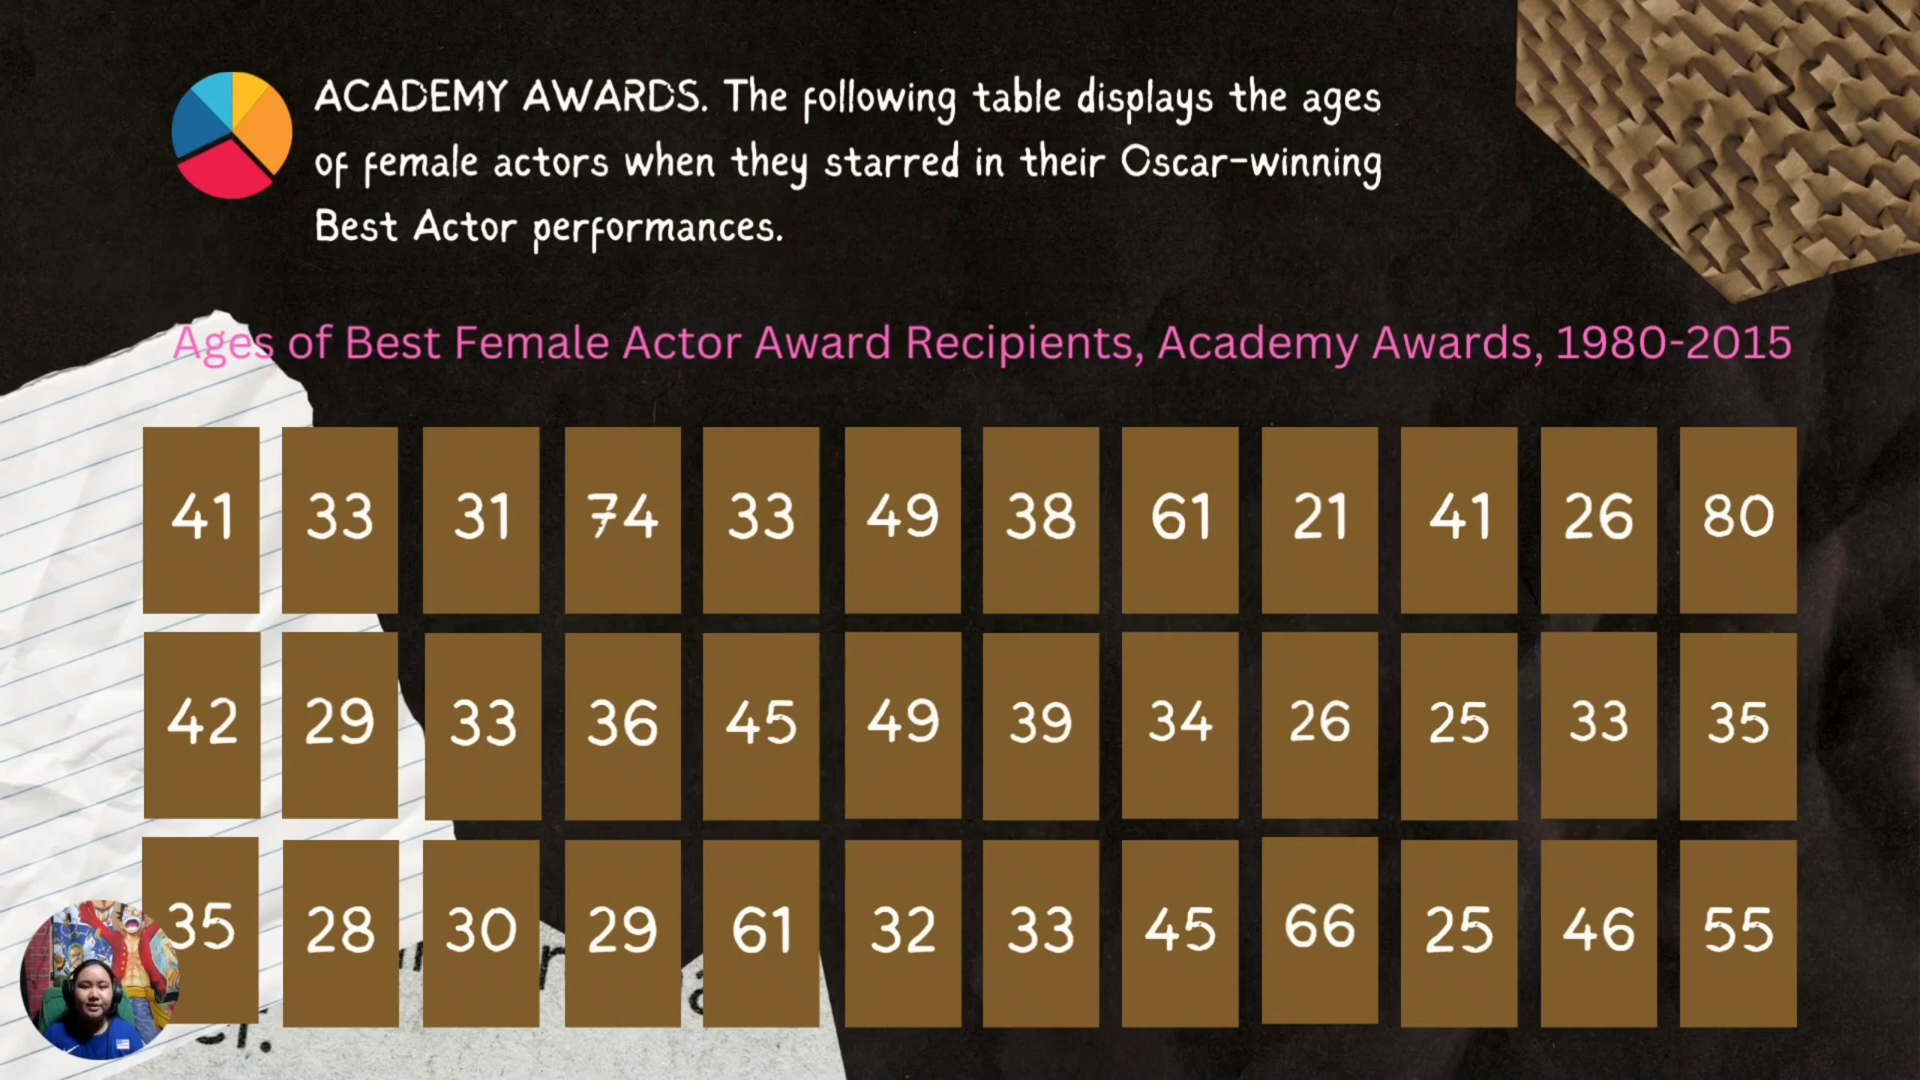 ACADEMY AWARDS. The following table displays the ages
of female actors when they starred in their Oscar-winning
Best Actor performances.
Ages of Best Female Actor Award Recipients, Academy Awards, 1980-2015
41 33 31 74 33 49 38 61 21 41 26 80
42 29 33 36 45 49 39 34 26 25 33 35
35 28 30 29 61 32 33 45 66 25 46 55